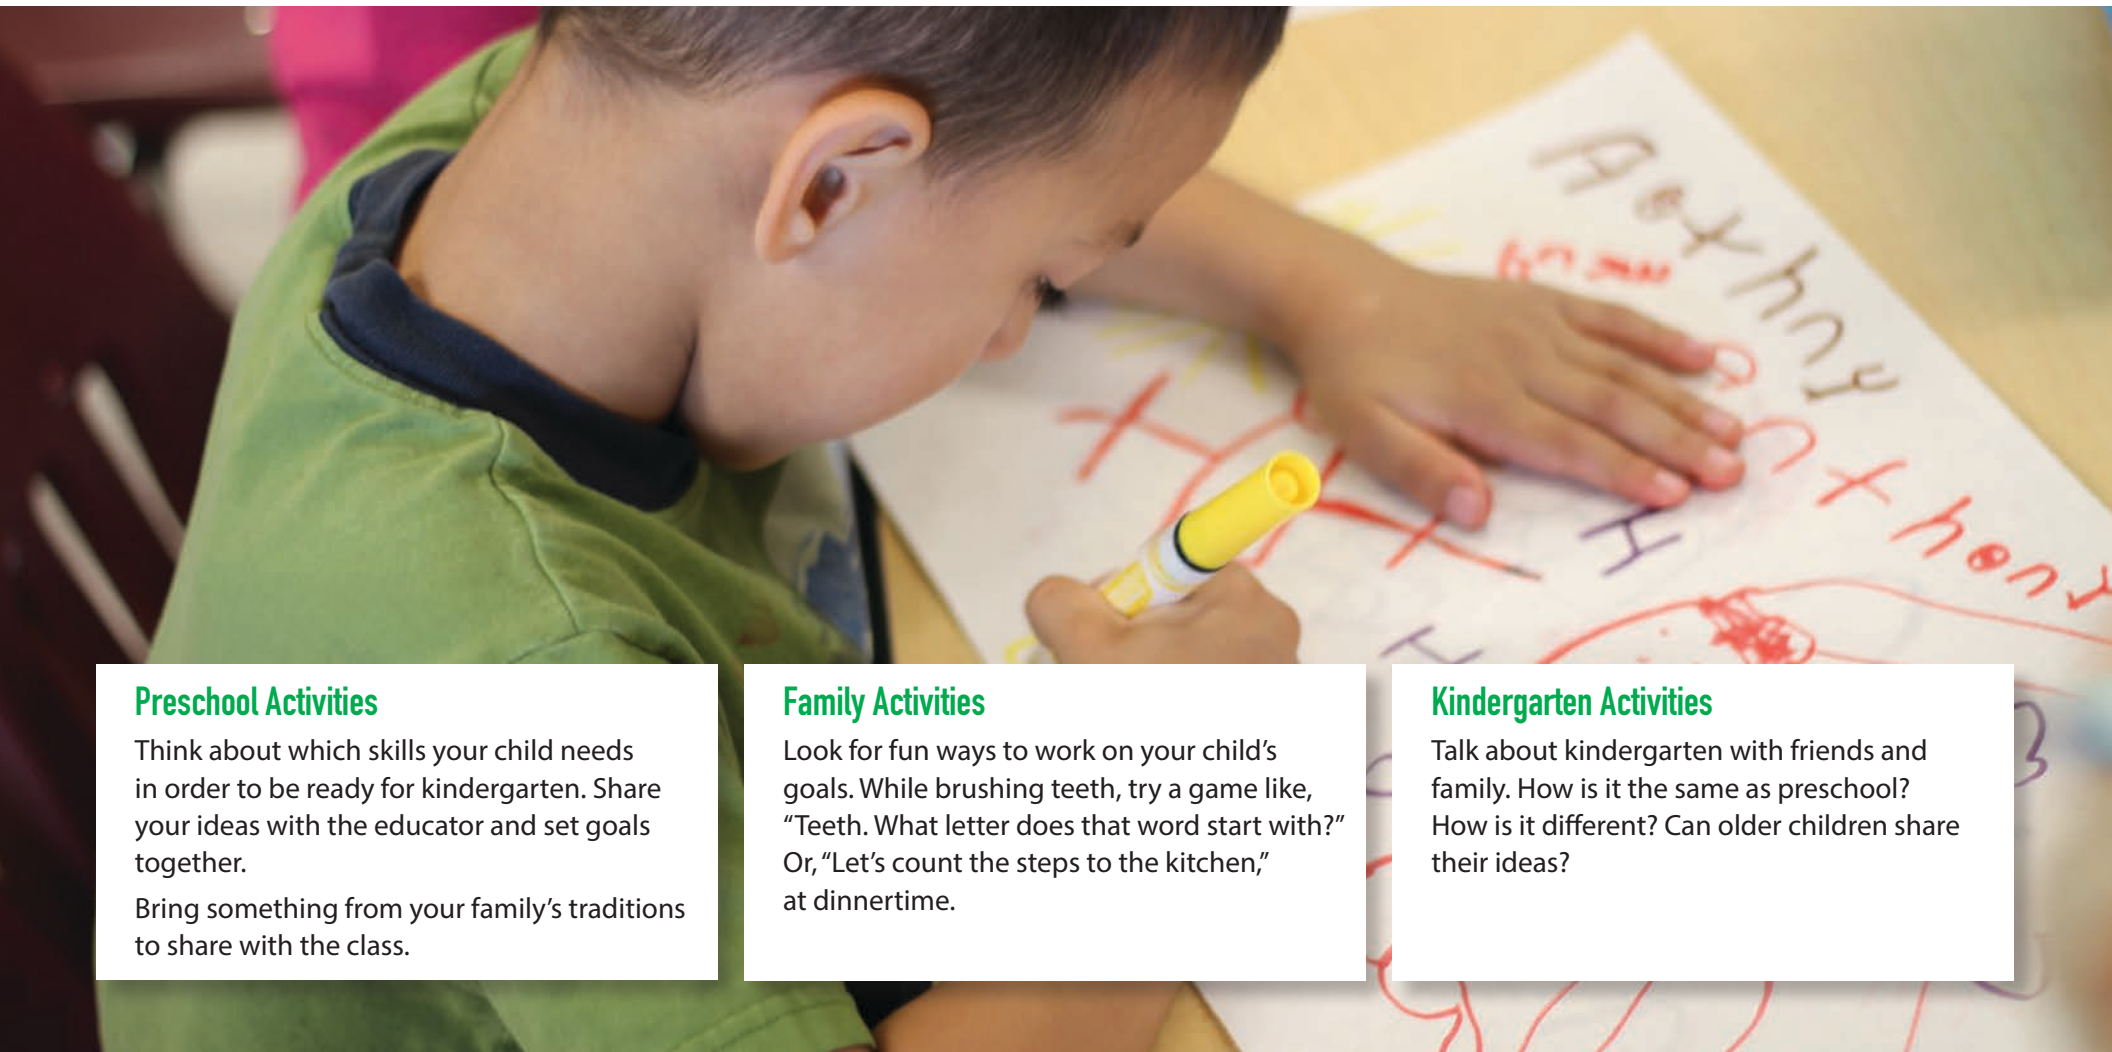 Aothny
Anthony
H
H
Preschool Activities
Think about which skills your child needs
in order to be ready for kindergarten. Share
your ideas with the educator and set goals
together.
Bring something from your family’s traditions
to share with the class.
Family Activities
Look for fun ways to work on your child’s
goals. While brushing teeth, try a game like,
“Teeth. What letter does that word start with?”
Or, “Let’s count the steps to the kitchen,”
at dinnertime.
Kindergarten Activities
Talk about kindergarten with friends and
family. How is it the same as preschool?
How is it different? Can older children share
their ideas?